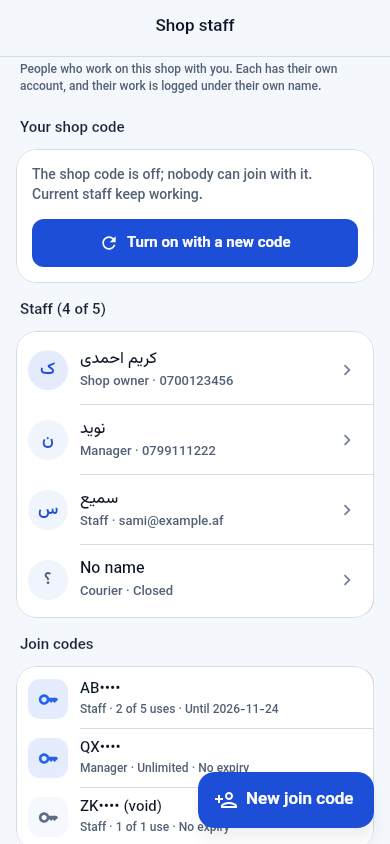 Shop staff
People who work on this shop with you. Each has their own
account, and their work is logged under their own name.
Your shop code
The shop code is off; nobody can join with it.
Current staff keep working.
Turn on with a new code
Staff (4 of 5)
ک
کریم احمدی
Shop owner · 0700123456
ن
نوید
Manager · 0799111222
س
سمیع
Staff · sami@example.af
؟
No name
Courier · Closed
Join codes
AB••••
Staff · 2 of 5 uses · Until 2026-11-24
QX••••
Manager · Unlimited · No expiry
ZK•••• (void)
Staff · 1 of 1 use · No expiry
New join code